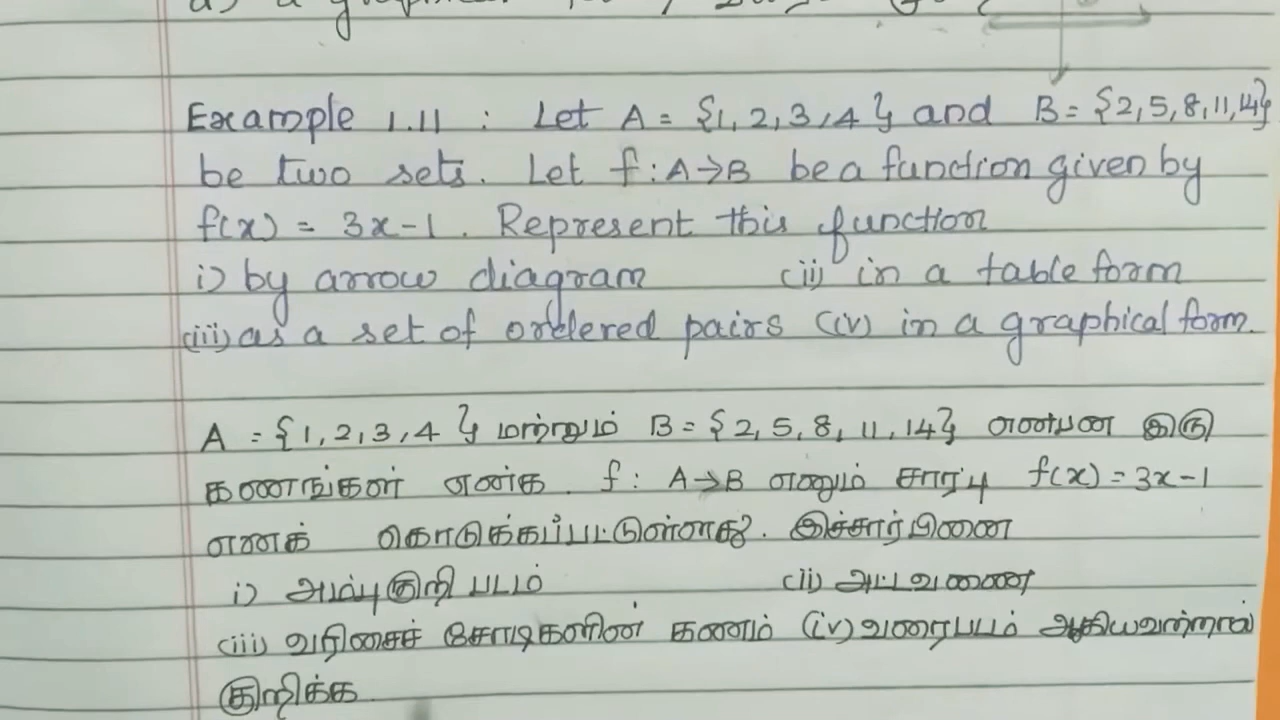 Example 1.11 : Let A = {1, 2, 3, 4 } and B = {2, 5, 8, 11, 14}
be two sets. Let f : A→B be a function given by
f(x) = 3x-1. Represent this function
i) by arrow diagram (ii) in a table form
(iii) as a set of ordered pairs (iv) in a graphical form.
A = {1, 2, 3, 4 } மற்றும் B = {2, 5, 8, 11, 14} என்பன இரு
கணங்கள் என்க. f : A→B எனும் சார்பு f(x) = 3x-1
எனக் கொடுக்கப்பட்டுள்ளது. இச்சார்பினை
i) அம்புகுறி படம் (ii) அட்டவணை
(iii) வரிசைச் சோடிகளின் கணம் (iv) வரைபடம் ஆகியவற்றால்
குறிக்க.